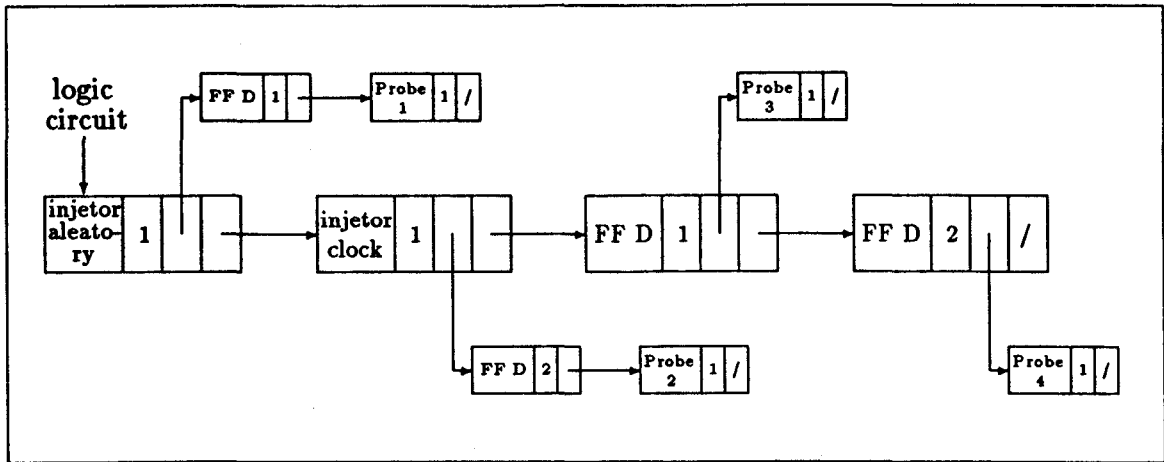 FF D 1
Probe 1 1 /
Probe 3 1 /
logic
circuit
injetor
aleato-
ry
1
injetor
clock
1
FF D 1
FF D 2 /
FF D 2
Probe 2 1 /
Probe 4 1 /